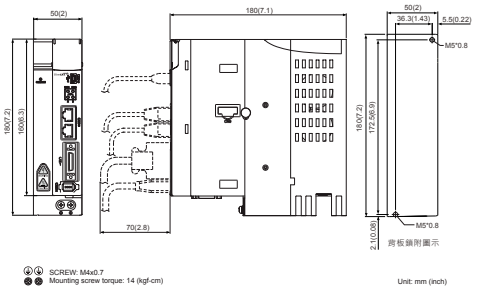 50(2)
180(7.1)
50(2)
36.3(1.43)
5.5(0.22)
M5*0.8
180(7.2)
160(6.3)
180(7.2)
172.5(6.9)
70(2.8)
2.1(0.08)
M5*0.8
背板鎖附圖示
SCREW: M4x0.7
Mounting screw torque: 14 (kgf-cm)
Unit: mm (inch)